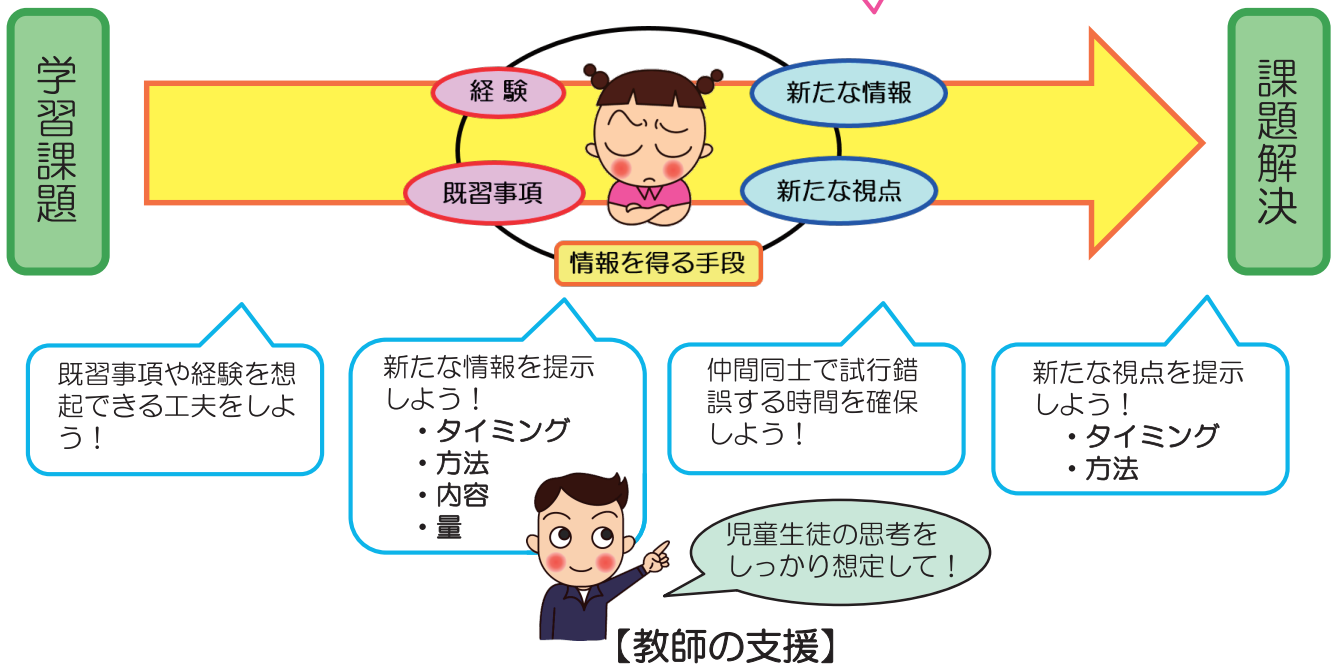 学習課題
経験
新たな情報
既習事項
新たな視点
情報を得る手段
課題解決
既習事項や経験を想
起できる工夫をしよ
う！
新たな情報を提示
しよう！
・タイミング
・方法
・内容
・量
仲間同士で試行錯
誤する時間を確保
しよう！
新たな視点を提示
しよう！
・タイミング
・方法
児童生徒の思考を
しっかり想定して！
【教師の支援】